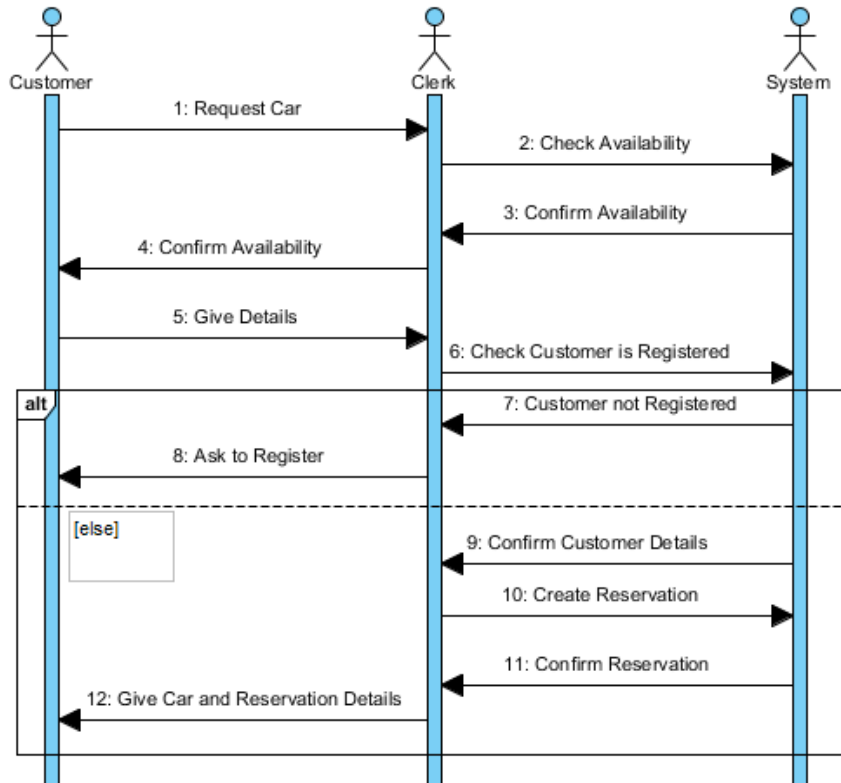 Customer
Clerk
System
1: Request Car
2: Check Availability
3: Confirm Availability
4: Confirm Availability
5: Give Details
6: Check Customer is Registered
alt
7: Customer not Registered
8: Ask to Register
[else]
9: Confirm Customer Details
10: Create Reservation
11: Confirm Reservation
12: Give Car and Reservation Details